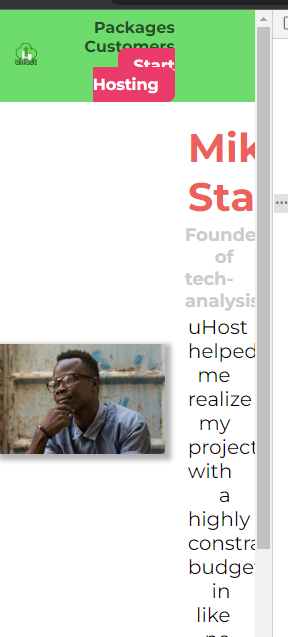 Packages
Customers
uHost
Start
Hosting
Mik
Sta
Founde
of
tech-
analysis
uHost
helped
me
realize
my
project
with
a
highly
constra
budge
in
like